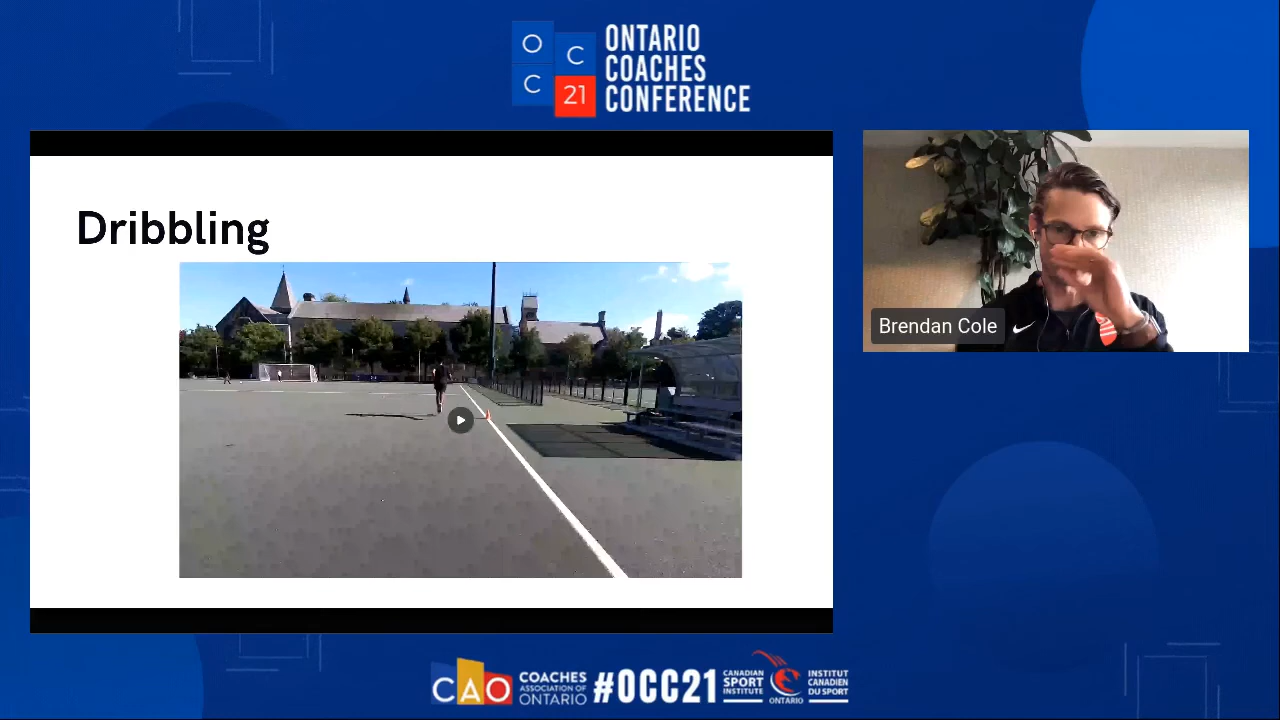 O
C
C
21
ONTARIO
COACHES
CONFERENCE
Dribbling
Brendan Cole
CAO
COACHES
ASSOCIATION OF
ONTARIO
#OCC21
CANADIAN
SPORT
INSTITUTE
ONTARIO
INSTITUT
CANADIEN
DU SPORT